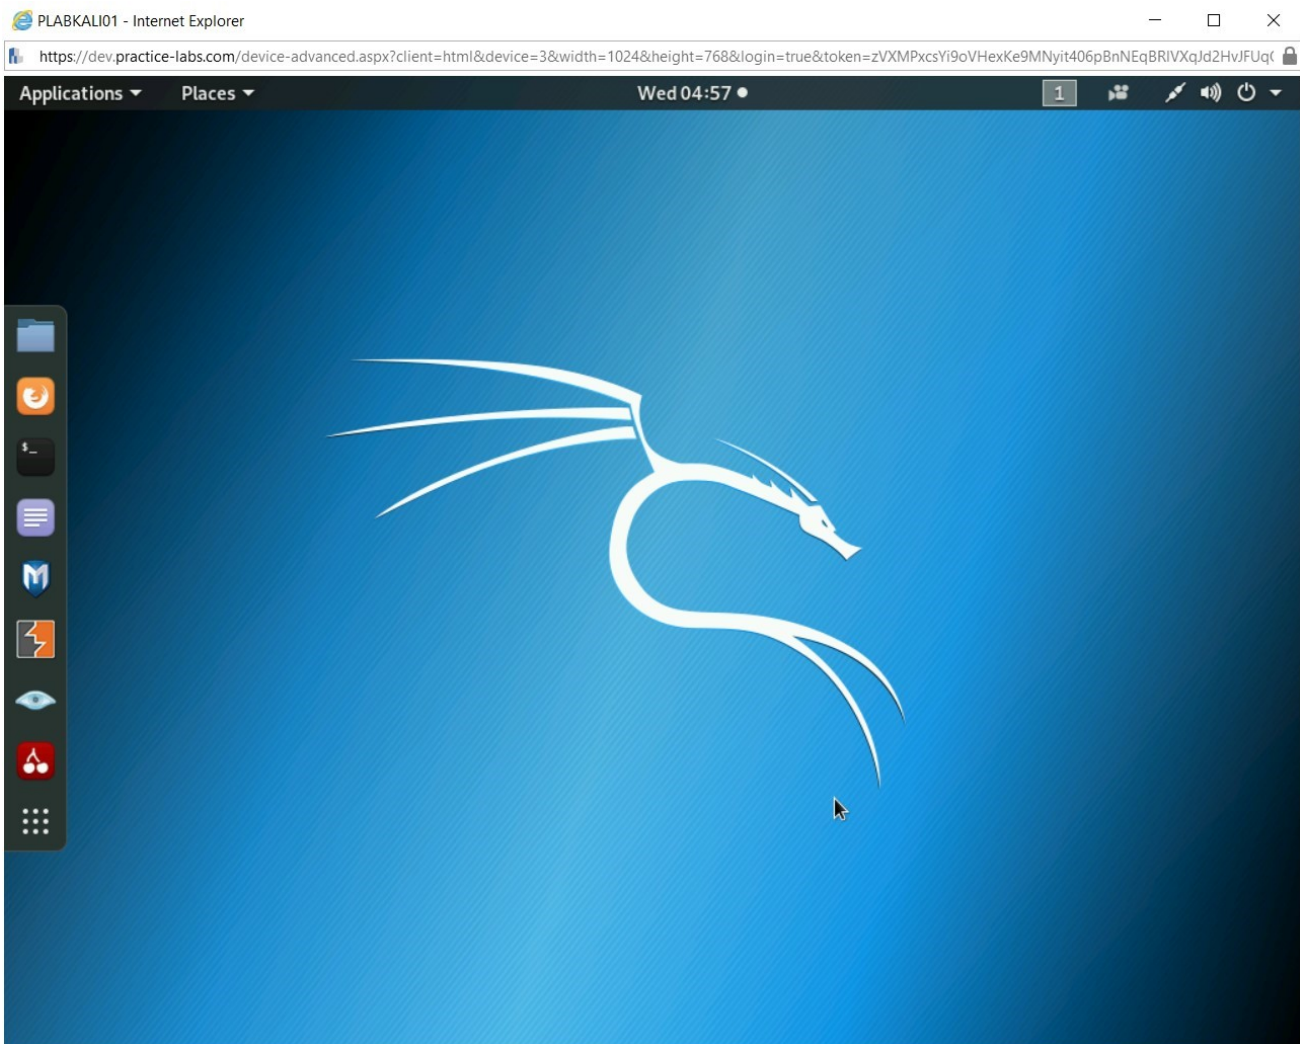 PLABKALI01 - Internet Explorer
https://dev.practice-labs.com/device-advanced.aspx?client=html&device=3&width=1024&height=768&login=true&token=zVXMPxcsYi9oVHexKe9MNyit406pBnNEqBRIVXqJd2HvJFUq(
Applications Places Wed 04:57 1
$_